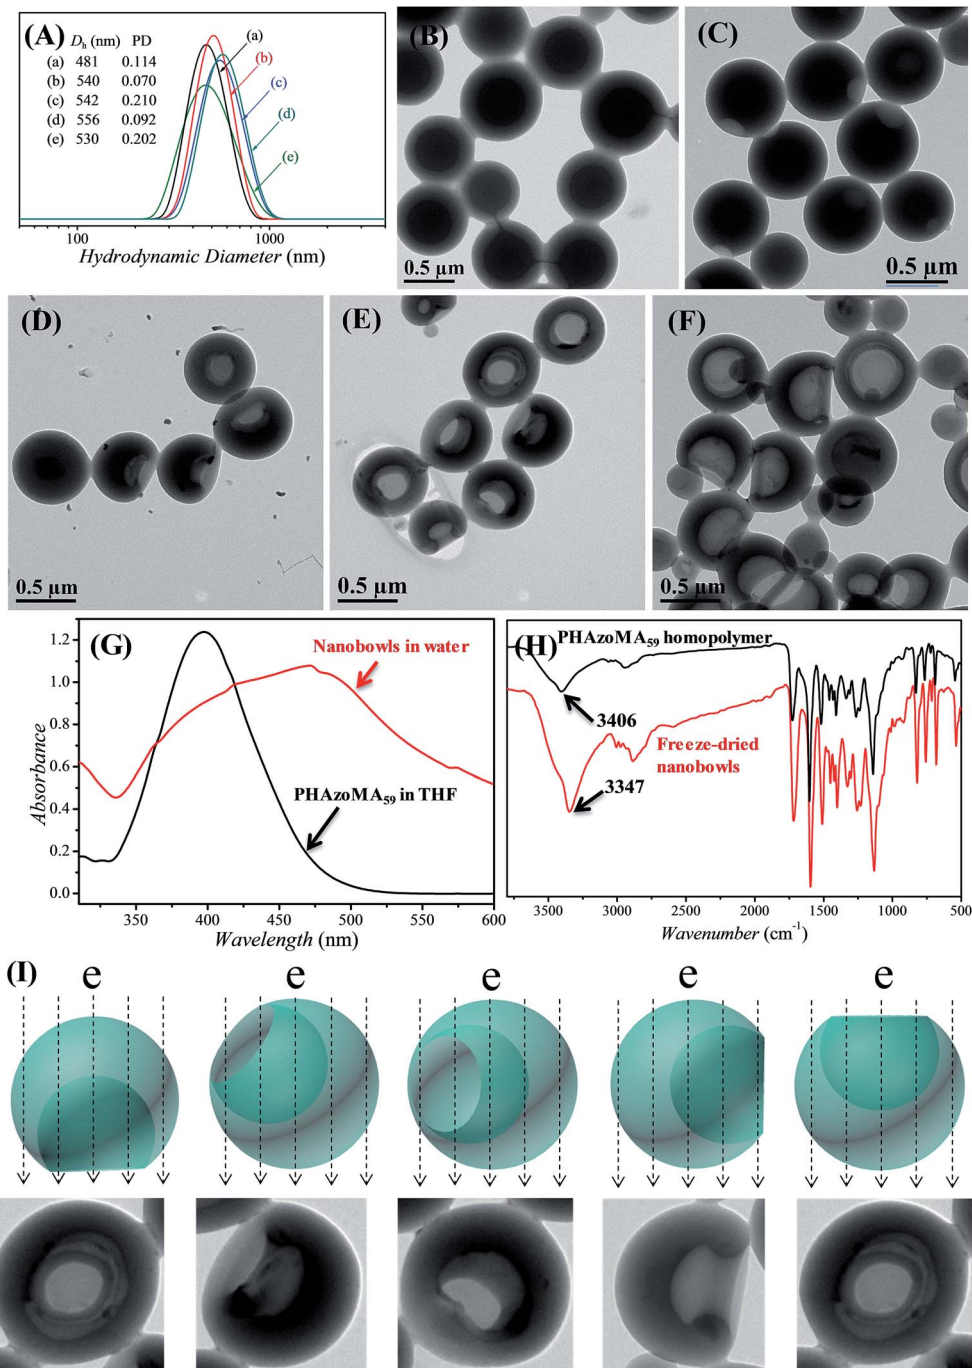 (A)
D_h (nm) PD
(a) 481 0.114
(b) 540 0.070
(c) 542 0.210
(d) 556 0.092
(e) 530 0.202
(a)
(b)
(c)
(d)
(e)
100 1000
Hydrodynamic Diameter (nm)
(B)
0.5 µm
(C)
0.5 µm
(D)
0.5 µm
(E)
0.5 µm
(F)
0.5 µm
(G)
Nanobowls in water
PHAzoMA₅₉ in THF
1.2
1.0
0.8
0.6
0.4
0.2
0.0
Absorbance
350 400 450 500 550 600
Wavelength (nm)
(H)
PHAzoMA₅₉ homopolymer
3406
Freeze-dried
nanobowls
3347
3500 3000 2500 2000 1500 1000 500
Wavenumber (cm⁻¹)
(I)
e e e e e